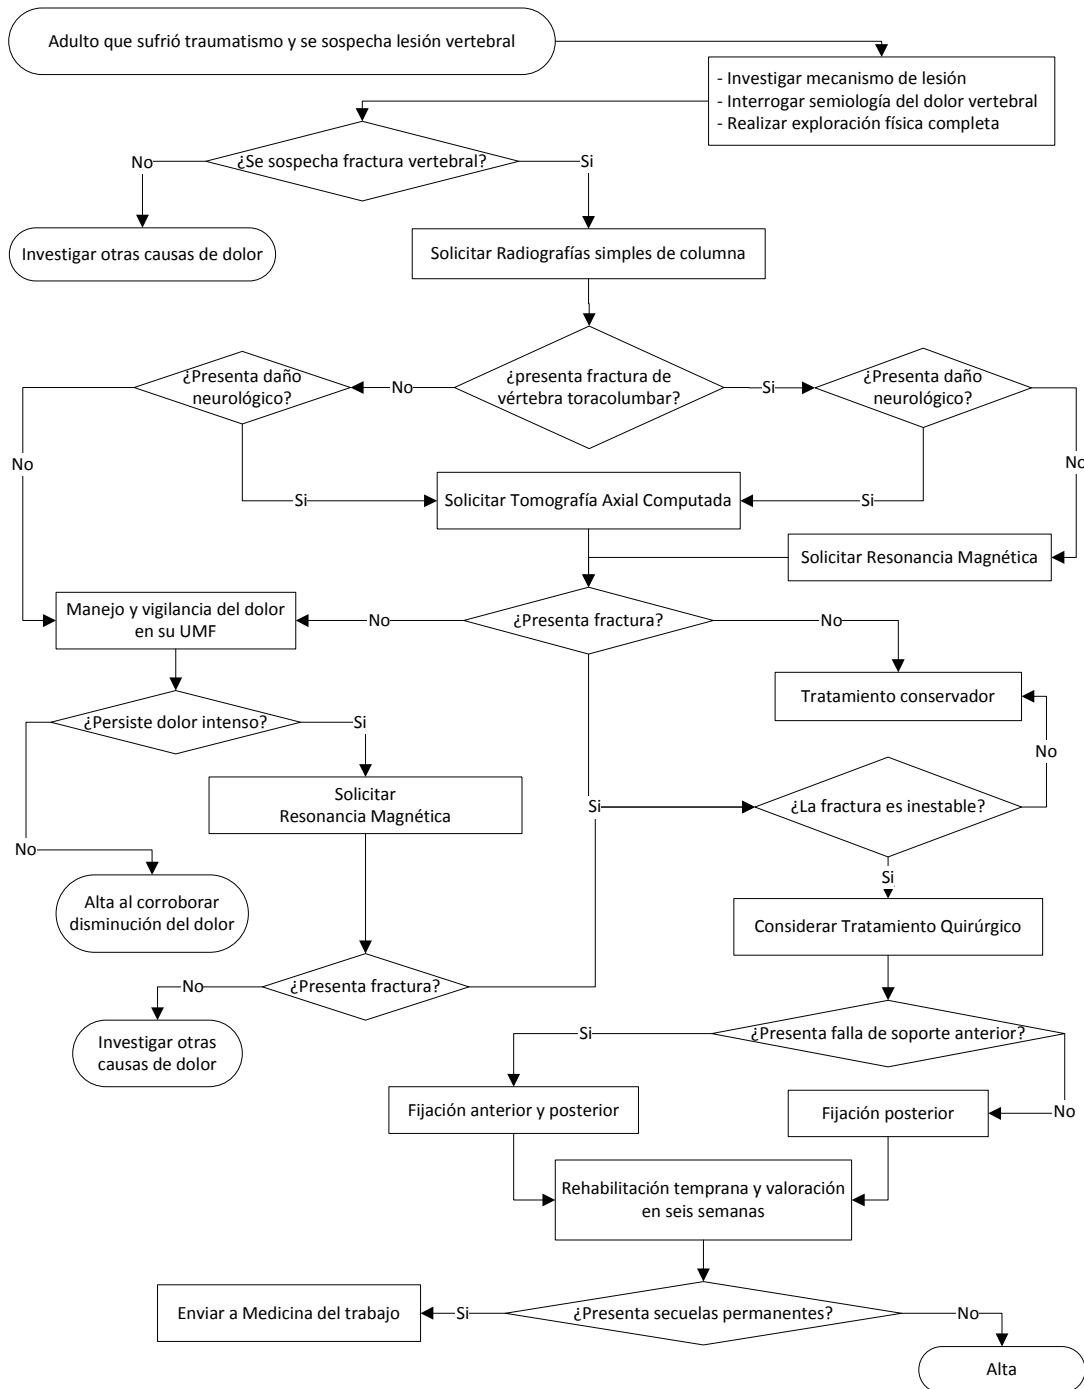 Adulto que sufrió traumatismo y se sospecha lesión vertebral
- Investigar mecanismo de lesión
- Interrogar semiología del dolor vertebral
- Realizar exploración física completa
No
¿Se sospecha fractura vertebral?
Si
Investigar otras causas de dolor
Solicitar Radiografías simples de columna
¿Presenta daño
neurológico?
No
¿presenta fractura de
vértebra toracolumbar?
Si
¿Presenta daño
neurológico?
No
No
Si
Solicitar Tomografía Axial Computada
Si
Solicitar Resonancia Magnética
Manejo y vigilancia del dolor
en su UMF
No
¿Presenta fractura?
No
Tratamiento conservador
¿Persiste dolor intenso?
Si
No
Solicitar
Resonancia Magnética
Si
¿La fractura es inestable?
No
Si
Alta al corroborar
disminución del dolor
Considerar Tratamiento Quirúrgico
No
¿Presenta fractura?
Investigar otras
causas de dolor
Si
¿Presenta falla de soporte anterior?
No
Fijación anterior y posterior
Fijación posterior
Rehabilitación temprana y valoración
en seis semanas
Enviar a Medicina del trabajo
Si
¿Presenta secuelas permanentes?
No
Alta